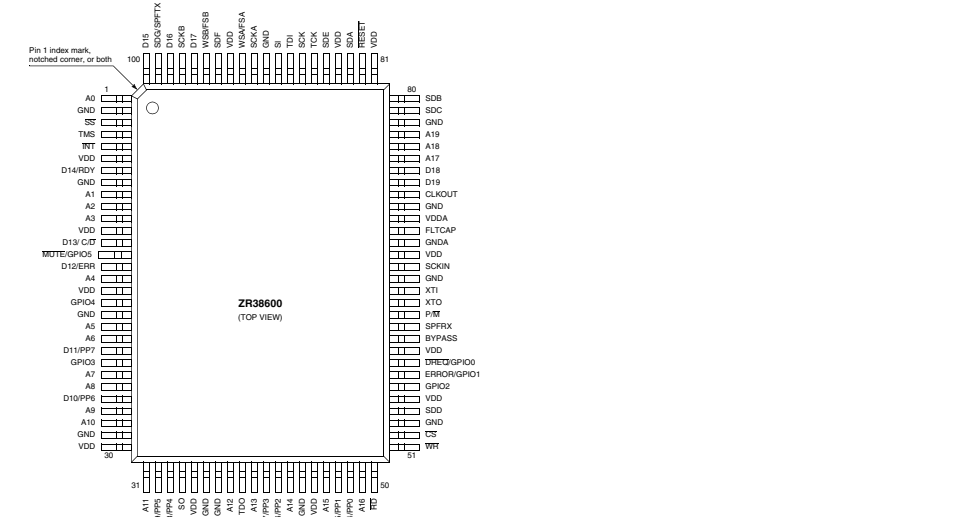 D15
SDG/SPFTX
D16
SCKB
D17
WSB/FSB
SDF
VDD
WSA/FSA
SCKA
GND
SI
TDI
SCK
TCK
SDE
VDD
SDA
RESET
VDD
Pin 1 index mark,
notched corner, or both
100
81
1
80
A0
GND
SS
TMS
INT
VDD
D14/RDY
GND
A1
A2
A3
VDD
D13/ C/D
MUTE/GPIO5
D12/ERR
A4
VDD
GPIO4
GND
A5
A6
D11/PP7
GPIO3
A7
A8
D10/PP6
A9
A10
GND
VDD
30
ZR38600
(TOP VIEW)
SDB
SDC
GND
A19
A18
A17
D18
D19
CLKOUT
GND
VDDA
FLTCAP
GNDA
VDD
SCKIN
GND
XTI
XTO
P/M
SPFRX
BYPASS
VDD
DREQ/GPIO0
ERROR/GPIO1
GPIO2
VDD
SDD
GND
CS
WR
51
31
50
A11
/PP5
/PP4
SO
VDD
GND
GND
A12
TDO
A13
/PP3
/PP2
A14
GND
VDD
A15
/PP1
/PP0
A16
RD